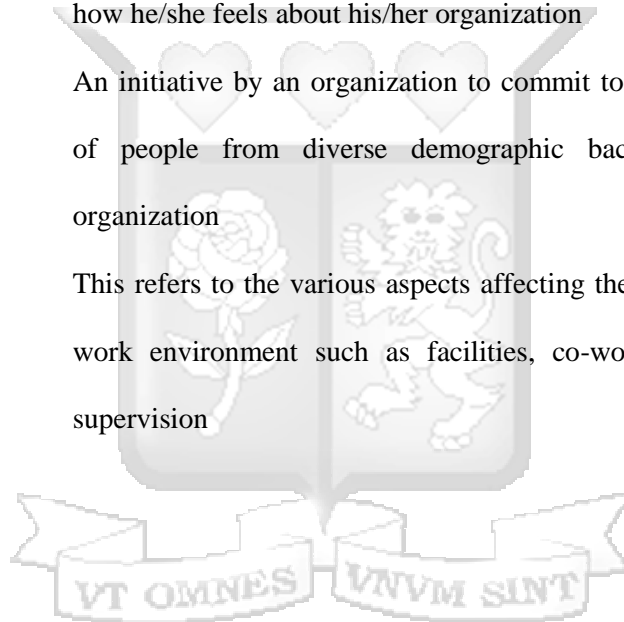 how he/she feels about his/her organization
An initiative by an organization to commit to
of people from diverse demographic bac
organization
This refers to the various aspects affecting the
work environment such as facilities, co-wo
supervision
VT OMNES VNVM SINT